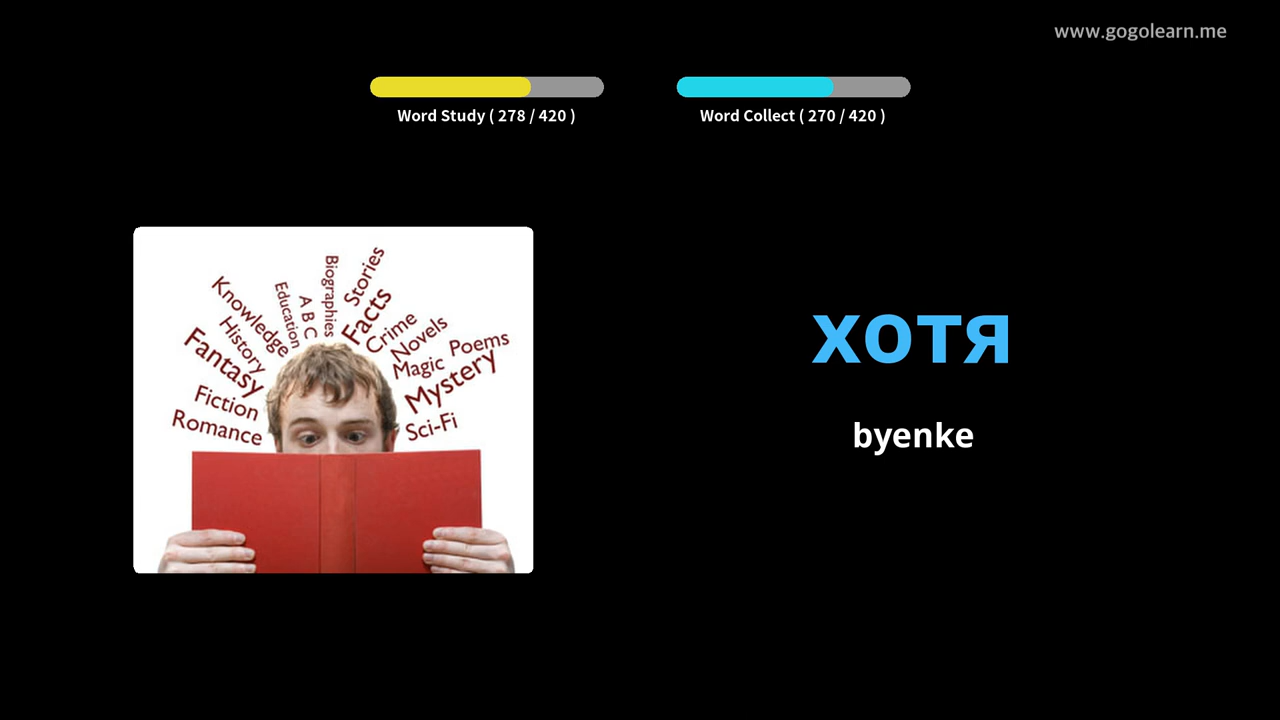 www.gogolearn.me
Word Study ( 278 / 420 )
Word Collect ( 270 / 420 )
Biographies
Stories
Education
A B C
Facts
Knowledge
Crime
History
Novels
Poems
Fantasy
Magic
Mystery
Fiction
Romance
Sci-Fi
хотя
byenke